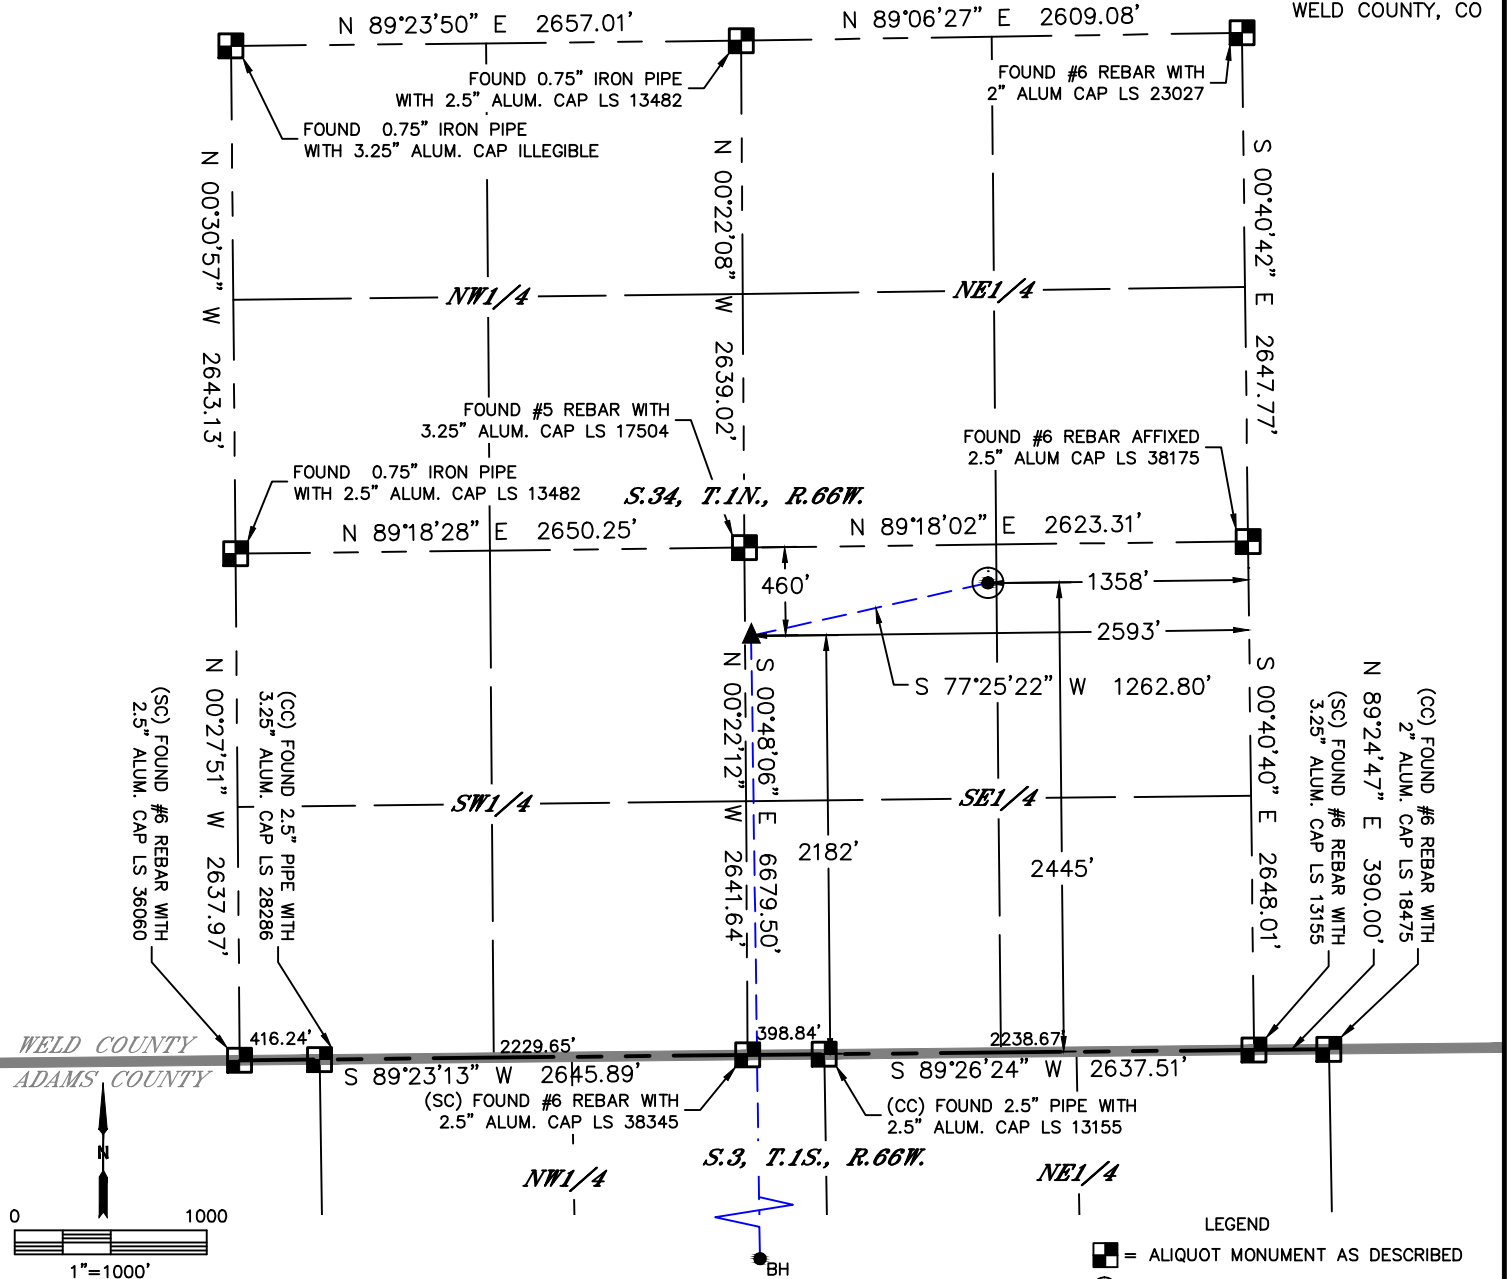 WELD COUNTY, CO
N 89°23'50" E 2657.01'
N 89°06'27" E 2609.08'
FOUND 0.75" IRON PIPE
WITH 2.5" ALUM. CAP LS 13482
FOUND #6 REBAR WITH
2" ALUM CAP LS 23027
FOUND 0.75" IRON PIPE
WITH 3.25" ALUM. CAP ILLEGIBLE
N 00°30'57" W 2643.13'
N 00°22'08" W 2639.02'
S 00°40'42" E 2647.77'
NW1/4
NE1/4
FOUND #5 REBAR WITH
3.25" ALUM. CAP LS 17504
FOUND #6 REBAR AFFIXED
2.5" ALUM CAP LS 38175
FOUND 0.75" IRON PIPE
WITH 2.5" ALUM. CAP LS 13482
S.34, T.1N., R.66W.
N 89°18'28" E 2650.25'
N 89°18'02" E 2623.31'
460'
1358'
2593'
S 77°25'22" W 1262.80'
(SC) FOUND #6 REBAR WITH
2.5" ALUM. CAP LS 36060
N 00°27'51" W 2637.97'
(CC) FOUND 2.5" PIPE WITH
3.25" ALUM. CAP LS 28286
N 00°22'12" W 2641.64'
S 00°48'06" E 6679.50'
S 00°40'40" E 2648.01'
(SC) FOUND #6 REBAR WITH
3.25" ALUM. CAP LS 13155
N 89°24'47" E 390.00'
(CC) FOUND #6 REBAR WITH
2" ALUM. CAP LS 18475
SW1/4
SE1/4
2182'
2445'
WELD COUNTY
ADAMS COUNTY
416.24'
2229.65'
398.84'
2238.67'
S 89°23'13" W 2645.89'
S 89°26'24" W 2637.51'
(SC) FOUND #6 REBAR WITH
2.5" ALUM. CAP LS 38345
(CC) FOUND 2.5" PIPE WITH
2.5" ALUM. CAP LS 13155
S.3, T.1S., R.66W.
NW1/4
NE1/4
N
0 1000
1"=1000'
BH
LEGEND
= ALIQUOT MONUMENT AS DESCRIBED